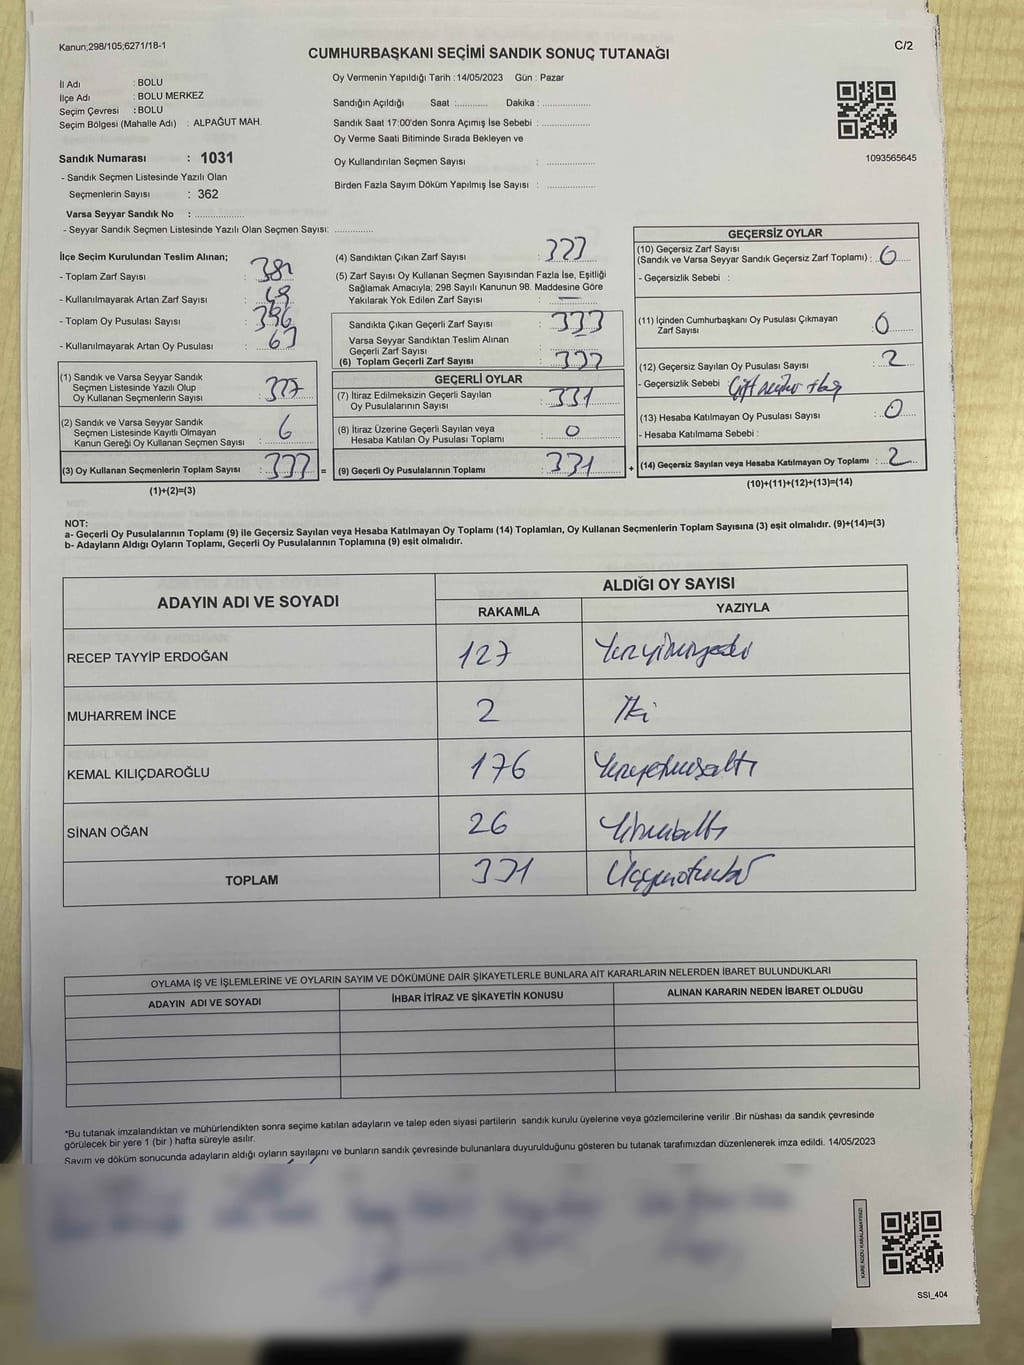 Kanun;298/105;6271/18-1
C/2
CUMHURBAŞKANI SEÇİMİ SANDIK SONUÇ TUTANAĞI
İl Adı : BOLU
İlçe Adı : BOLU MERKEZ
Seçim Çevresi : BOLU
Seçim Bölgesi (Mahalle Adı) : ALPAĞUT MAH.
Sandık Numarası : 1031
- Sandık Seçmen Listesinde Yazılı Olan
Seçmenlerin Sayısı : 362
Varsa Seyyar Sandık No : ..............
- Seyyar Sandık Seçmen Listesinde Yazılı Olan Seçmen Sayısı: ............
Oy Vermenin Yapıldığı Tarih :14/05/2023 Gün : Pazar
Sandığın Açıldığı Saat :.......... Dakika : ...............
Sandık Saat 17:00'den Sonra Açımış İse Sebebi : ...............
Oy Verme Saati Bitiminde Sırada Bekleyen ve
Oy Kullandırılan Seçmen Sayısı : ...............
Birden Fazla Sayım Döküm Yapılmış İse Sayısı : ...............
1093565645
İlçe Seçim Kurulundan Teslim Alınan;
- Toplam Zarf Sayısı :
- Kullanılmayarak Artan Zarf Sayısı :
- Toplam Oy Pusulası Sayısı : 396
- Kullanılmayarak Artan Oy Pusulası : 63
(1) Sandık ve Varsa Seyyar Sandık
Seçmen Listesinde Yazılı Olup
Oy Kullanan Seçmenlerin Sayısı : 327
(2) Sandık ve Varsa Seyyar Sandık
Seçmen Listesinde Kayıtlı Olmayan
Kanun Gereği Oy Kullanan Seçmen Sayısı : 6
(3) Oy Kullanan Seçmenlerin Toplam Sayısı : 333 =
(1)+(2)=(3)
(4) Sandıktan Çıkan Zarf Sayısı : 333
(5) Zarf Sayısı Oy Kullanan Seçmen Sayısından Fazla İse, Eşitliği
Sağlamak Amacıyla; 298 Sayılı Kanunun 98. Maddesine Göre
Yakılarak Yok Edilen Zarf Sayısı : —
Sandıkta Çıkan Geçerli Zarf Sayısı : 333
Varsa Seyyar Sandıktan Teslim Alınan
Geçerli Zarf Sayısı :
(6) Toplam Geçerli Zarf Sayısı : 333
GEÇERLİ OYLAR
(7) İtiraz Edilmeksizin Geçerli Sayılan
Oy Pusulalarının Sayısı : 331
(8) İtiraz Üzerine Geçerli Sayılan veya
Hesaba Katılan Oy Pusulası Toplamı : 0
(9) Geçerli Oy Pusulalarının Toplamı : 331 +
GEÇERSİZ OYLAR
(10) Geçersiz Zarf Sayısı
(Sandık ve Varsa Seyyar Sandık Geçersiz Zarf Toplamı) : 0
- Geçersizlik Sebebi :
(11) İçinden Cumhurbaşkanı Oy Pusulası Çıkmayan
Zarf Sayısı : 0
(12) Geçersiz Sayılan Oy Pusulası Sayısı : 2
- Geçersizlik Sebebi :
(13) Hesaba Katılmayan Oy Pusulası Sayısı : 0
- Hesaba Katılmama Sebebi :
(14) Geçersiz Sayılan veya Hesaba Katılmayan Oy Toplamı : 2
(10)+(11)+(12)+(13)=(14)
NOT:
a- Geçerli Oy Pusulalarının Toplamı (9) ile Geçersiz Sayılan veya Hesaba Katılmayan Oy Toplamı (14) Toplamları, Oy Kullanan Seçmenlerin Toplam Sayısına (3) eşit olmalıdır. (9)+(14)=(3)
b- Adayların Aldığı Oyların Toplamı, Geçerli Oy Pusulalarının Toplamına (9) eşit olmalıdır.
ADAYIN ADI VE SOYADI
ALDIĞI OY SAYISI
RAKAMLA YAZIYLA
RECEP TAYYİP ERDOĞAN 127 Yüzyirmiyedi
MUHARREM İNCE 2 İki
KEMAL KILIÇDAROĞLU 176 Yüzyetmişaltı
SİNAN OĞAN 26 Yirmialtı
TOPLAM 331 Üçyüzotuzbir
OYLAMA İŞ VE İŞLEMLERİNE VE OYLARIN SAYIM VE DÖKÜMÜNE DAİR ŞİKAYETLERLE BUNLARA AİT KARARLARIN NELERDEN İBARET BULUNDUKLARI
ADAYIN ADI VE SOYADI İHBAR İTİRAZ VE ŞİKAYETİN KONUSU ALINAN KARARIN NEDEN İBARET OLDUĞU
*Bu tutanak imzalandıktan ve mühürlendikten sonra seçime katılan adayların ve talep eden siyasi partilerin sandık kurulu üyelerine veya gözlemcilerine verilir .Bir nüshası da sandık çevresinde
görülecek bir yere 1 (bir ) hafta süreyle asılır.
Sayım ve döküm sonucunda adayların aldığı oyların sayılarını ve bunların sandık çevresinde bulunanlara duyurulduğunu gösteren bu tutanak tarafımızdan düzenlenerek imza edildi. 14/05/2023
KARE KODU KARALAMAYINIZ!
SSI_404